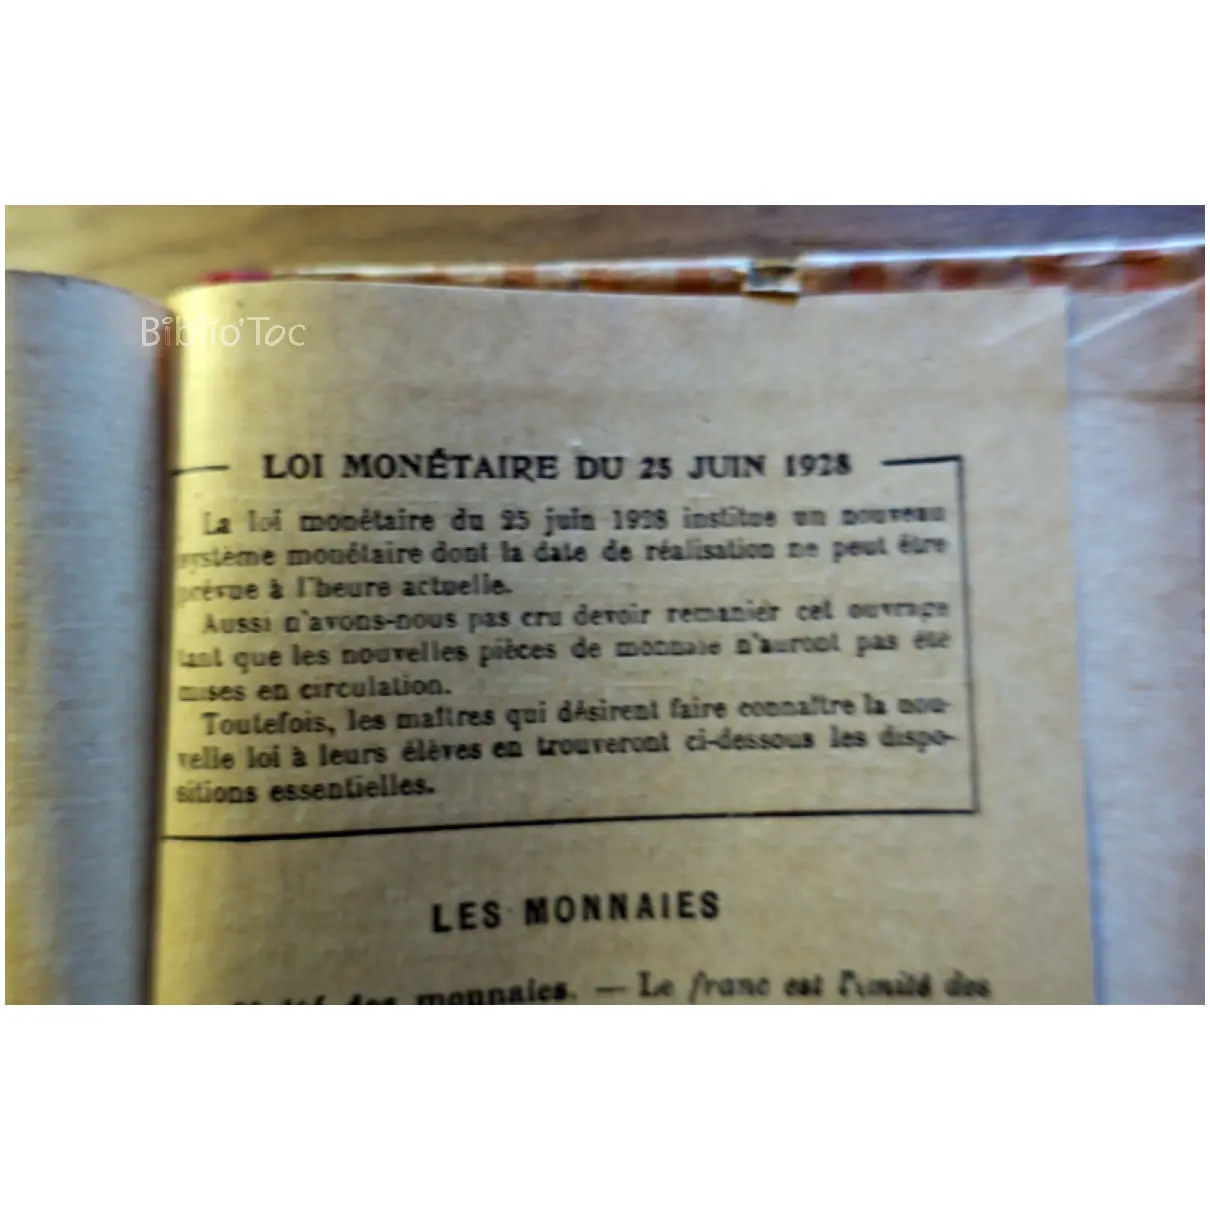 Biblio'Toc
LOI MONÉTAIRE DU 25 JUIN 1928
La loi monétaire du 25 juin 1928 institue un nouveau
système monétaire dont la date de réalisation ne peut être
prévue à l'heure actuelle.
Aussi n'avons-nous pas cru devoir remanier cet ouvrage
tant que les nouvelles pièces de monnaie n'auront pas été
mises en circulation.
Toutefois, les maîtres qui désirent faire connaître la nou-
velle loi à leurs élèves en trouveront ci-dessous les dispo-
sitions essentielles.
LES MONNAIES
des monnaies. — Le franc est l'unité des